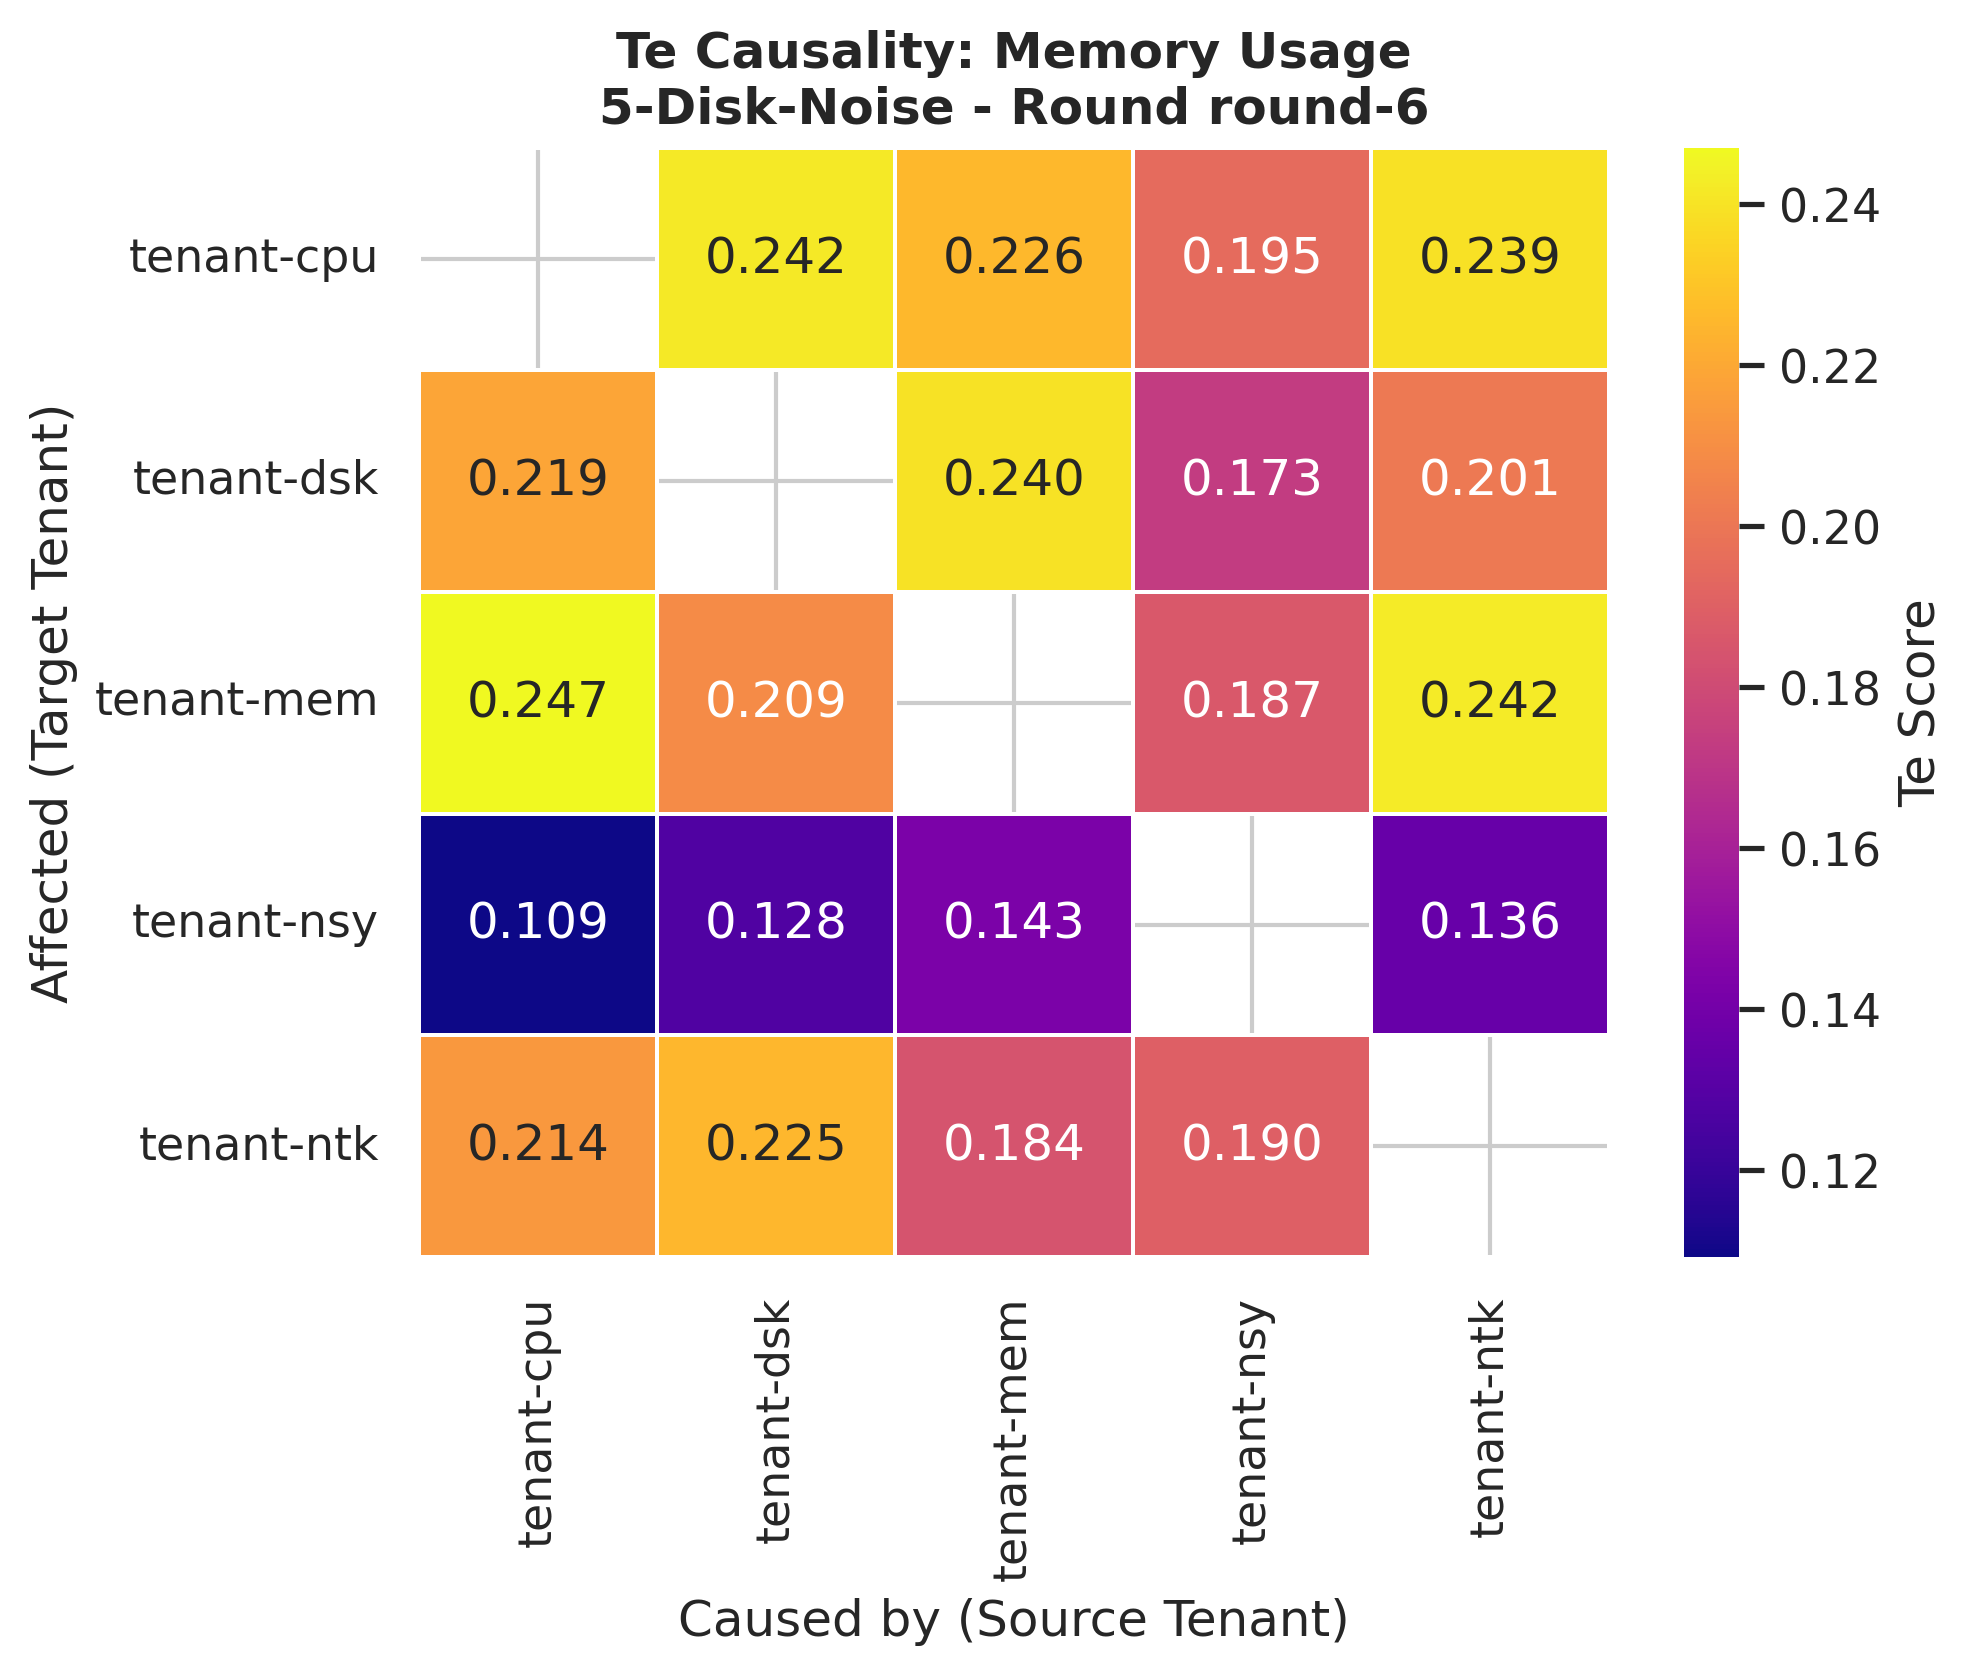 Te Causality: Memory Usage
5-Disk-Noise - Round round-6
Affected (Target Tenant)
tenant-cpu
0.242 0.226 0.195 0.239
tenant-dsk
0.219 0.240 0.173 0.201
tenant-mem
0.247 0.209 0.187 0.242
tenant-nsy
0.109 0.128 0.143 0.136
tenant-ntk
0.214 0.225 0.184 0.190
tenant-cpu
tenant-dsk
tenant-mem
tenant-nsy
tenant-ntk
Caused by (Source Tenant)
0.24
0.22
0.20
0.18
0.16
0.14
0.12
Te Score